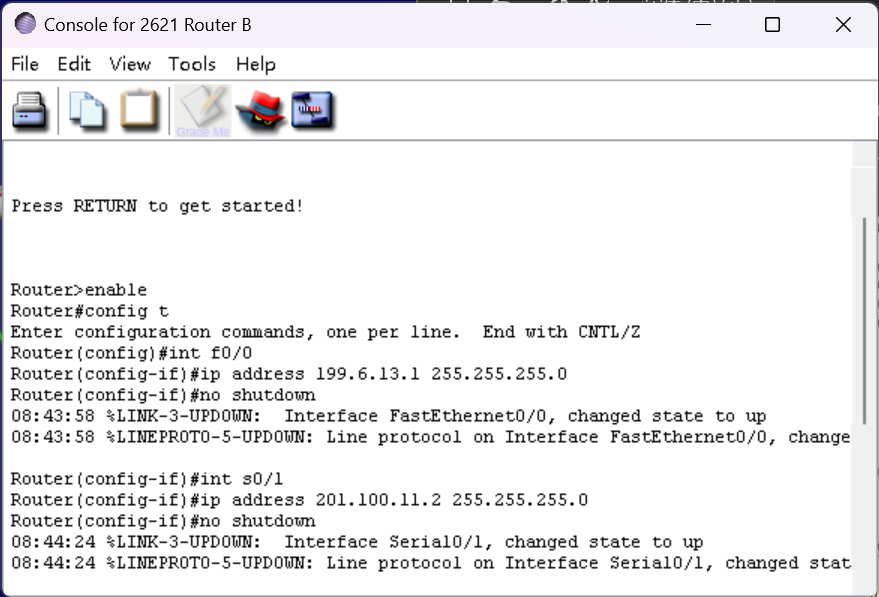 Console for 2621 Router B
File Edit View Tools Help
Grade Me
Press RETURN to get started!
Router>enable
Router#config t
Enter configuration commands, one per line.  End with CNTL/Z
Router(config)#int f0/0
Router(config-if)#ip address 199.6.13.1 255.255.255.0
Router(config-if)#no shutdown
08:43:58 %LINK-3-UPDOWN:  Interface FastEthernet0/0, changed state to up
08:43:58 %LINEPROTO-5-UPDOWN: Line protocol on Interface FastEthernet0/0, change
Router(config-if)#int s0/1
Router(config-if)#ip address 201.100.11.2 255.255.255.0
Router(config-if)#no shutdown
08:44:24 %LINK-3-UPDOWN:  Interface Serial0/1, changed state to up
08:44:24 %LINEPROTO-5-UPDOWN: Line protocol on Interface Serial0/1, changed stat